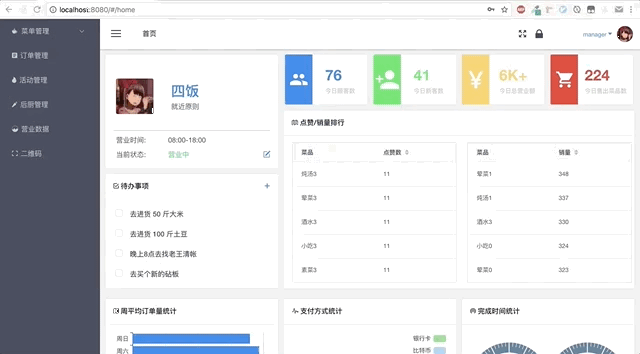 localhost:8080/#/home
菜单管理
订单管理
活动管理
后厨管理
营业数据
二维码
首页
manager
四饭
就近原则
营业时间: 08:00-18:00
当前状态: 营业中
76
今日顾客数
41
今日新客数
6K+
今日总营业额
224
今日售出菜品数
点赞/销量排行
菜品 点赞数
炖汤3 11
荤菜3 11
酒水3 11
小吃3 11
素菜3 11
菜品 销量
荤菜1 348
炖汤1 337
酒水3 330
小吃0 324
荤菜0 323
待办事项
去进货 50 斤大米
去进货 100 斤土豆
晚上8点去找老王清帐
去买个新的砧板
周平均订单量统计
周日
周六
支付方式统计
银行卡
比特币
完成时间统计